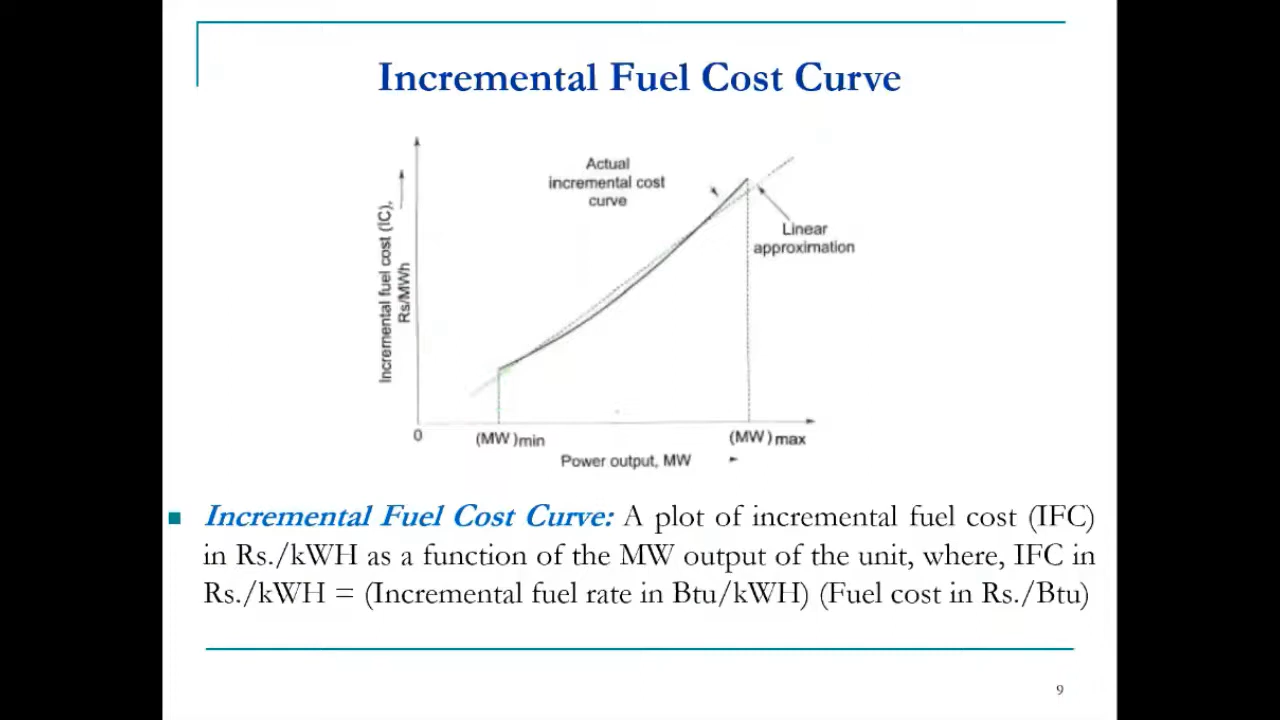 Incremental Fuel Cost Curve
Actual
incremental cost
curve
Linear
approximation
Incremental fuel cost (IC),
Rs/MWh
0
(MW)min
(MW)max
Power output, MW
Incremental Fuel Cost Curve: A plot of incremental fuel cost (IFC)
in Rs./kWH as a function of the MW output of the unit, where, IFC in
Rs./kWH = (Incremental fuel rate in Btu/kWH) (Fuel cost in Rs./Btu)
9